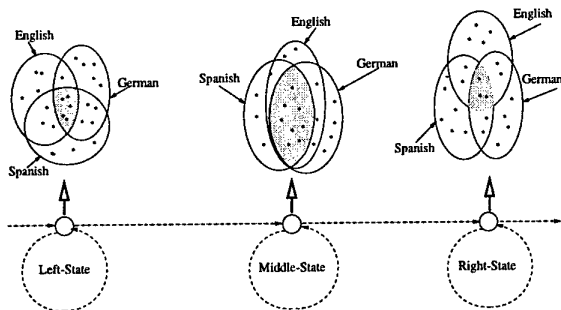 English
German
Spanish
English
Spanish
German
English
German
Spanish
Left-State
Middle-State
Right-State